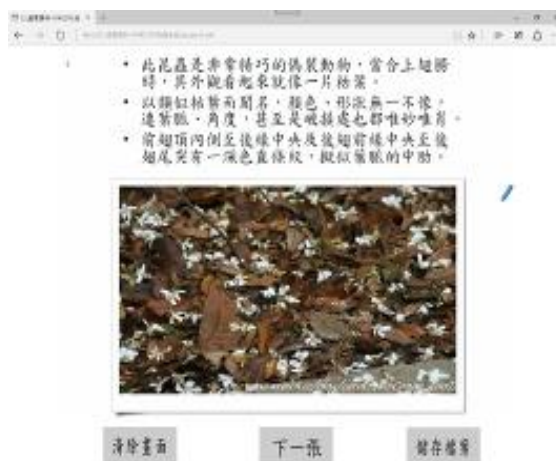 • 此昆蟲是非常精巧的偽裝動物，當合上翅膀
時，其外觀看起來就像一片枯葉。
• 以類似枯葉而聞名，顏色、形狀無一不像，
連葉脈、角度，甚至是破損處也都唯妙唯肖。
• 前翅頂內側至後緣中央及後翅前緣中央至後
翅尾突有一深色直條紋，擬似葉脈的中肋。
清除畫面
下一張
儲存檔案